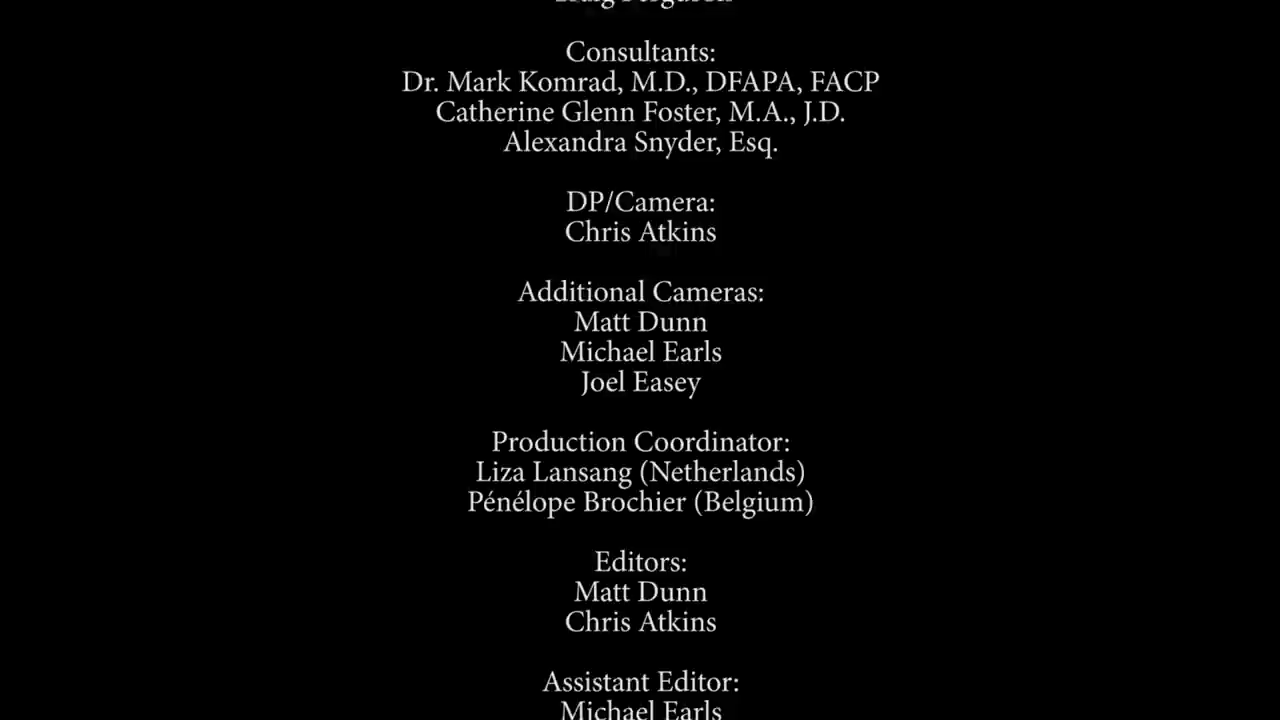 Consultants:
Dr. Mark Komrad, M.D., DFAPA, FACP
Catherine Glenn Foster, M.A., J.D.
Alexandra Snyder, Esq.
DP/Camera:
Chris Atkins
Additional Cameras:
Matt Dunn
Michael Earls
Joel Easey
Production Coordinator:
Liza Lansang (Netherlands)
Pénélope Brochier (Belgium)
Editors:
Matt Dunn
Chris Atkins
Assistant Editor:
Michael Earls